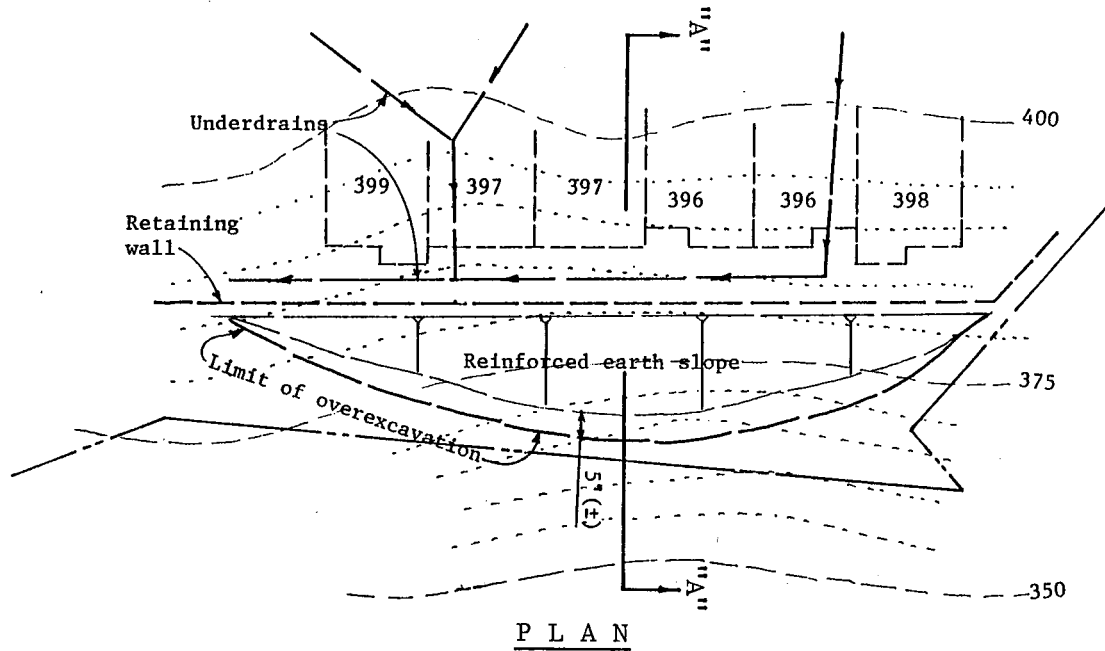 "A"
400
Underdrains
399
397
397
396
396
398
Retaining
wall
Reinforced earth slope
375
Limit of overexcavation
5'(±)
"A"
350
PLAN